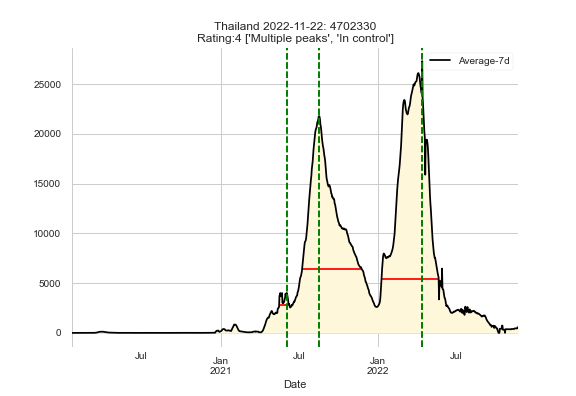 Thailand 2022-11-22: 4702330
Rating:4 ['Multiple peaks', 'In control']
Average-7d
25000
20000
15000
10000
5000
0
Jul
Jan
2021
Jul
Jan
2022
Jul
Date